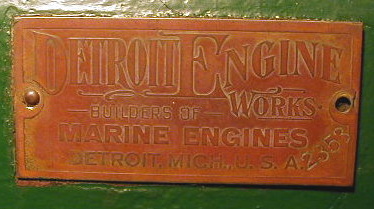 DETROIT ENGINE
BUILDERS OF WORKS.
MARINE ENGINES
DETROIT, MICH., U. S. A. 2353